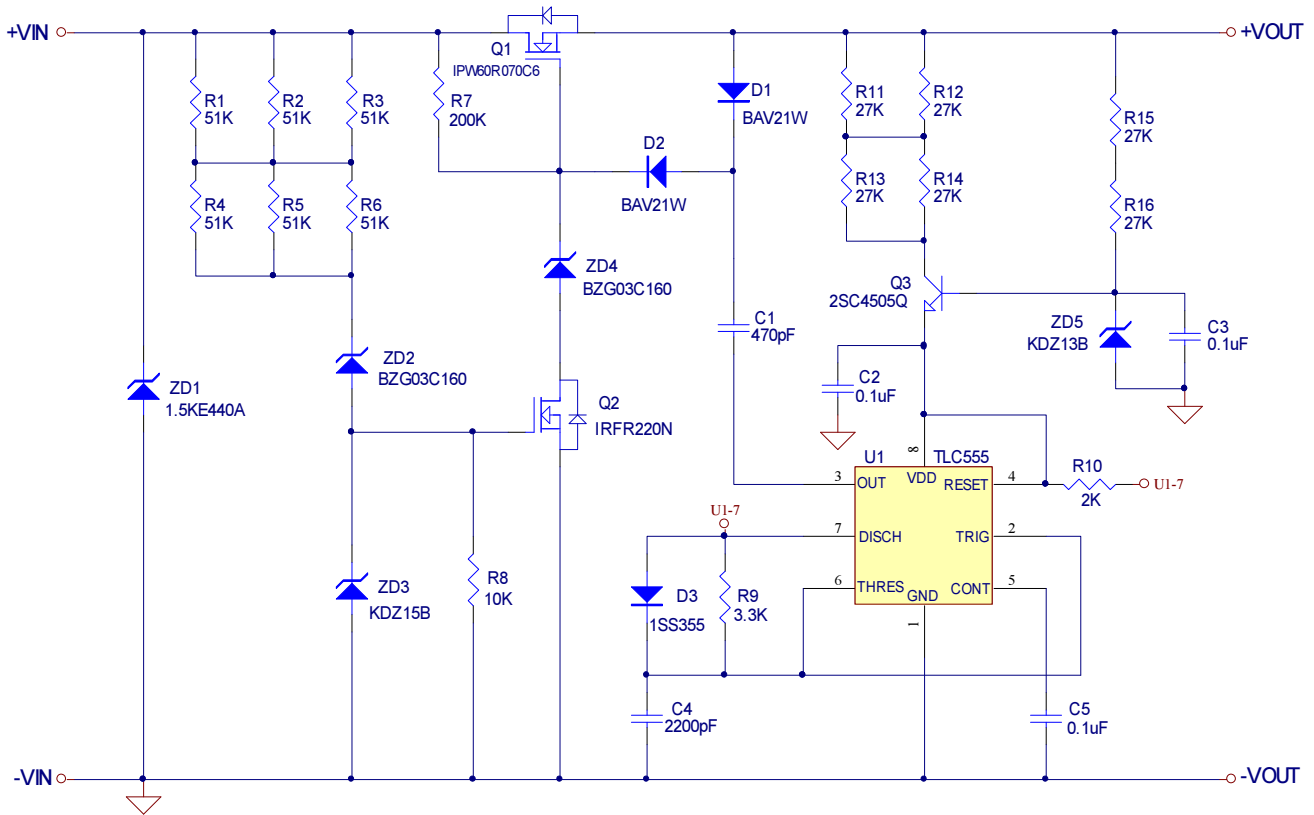 +VIN
+VOUT
Q1
IPW60R070C6
R1
51K
R2
51K
R3
51K
R7
200K
D1
BAV21W
R11
27K
R12
27K
R15
27K
D2
BAV21W
R4
51K
R5
51K
R6
51K
R13
27K
R14
27K
R16
27K
ZD4
BZG03C160
Q3
2SC4505Q
C1
470pF
ZD5
KDZ13B
C3
0.1uF
ZD2
BZG03C160
ZD1
1.5KE440A
C2
0.1uF
Q2
IRFR220N
U1
TLC555
8
VDD
3
OUT
RESET
4
R10
2K
U1-7
U1-7
7
DISCH
TRIG
2
6
THRES
GND
CONT
5
1
ZD3
KDZ15B
R8
10K
D3
1SS355
R9
3.3K
C4
2200pF
C5
0.1uF
-VIN
-VOUT